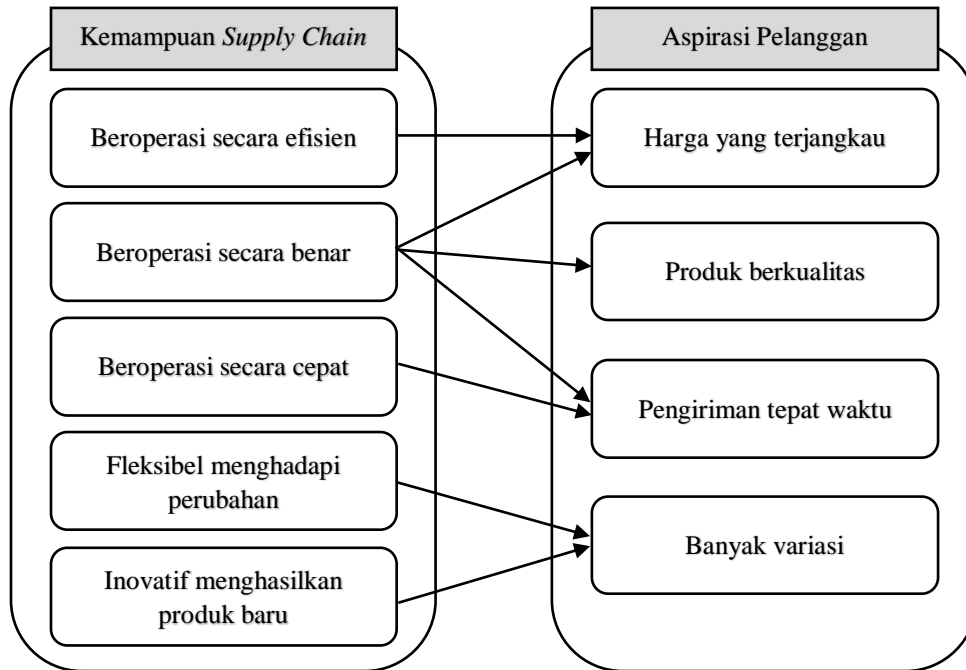 Kemampuan Supply Chain
Beroperasi secara efisien
Beroperasi secara benar
Beroperasi secara cepat
Fleksibel menghadapi
perubahan
Inovatif menghasilkan
produk baru
Aspirasi Pelanggan
Harga yang terjangkau
Produk berkualitas
Pengiriman tepat waktu
Banyak variasi